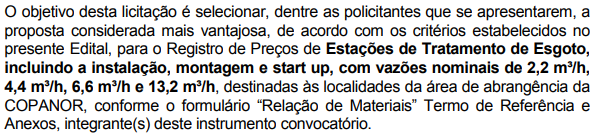 O objetivo desta licitação é selecionar, dentre as policitantes que se apresentarem, a
proposta considerada mais vantajosa, de acordo com os critérios estabelecidos no
presente Edital, para o Registro de Preços de Estações de Tratamento de Esgoto,
incluindo a instalação, montagem e start up, com vazões nominais de 2,2 m³/h,
4,4 m³/h, 6,6 m³/h e 13,2 m³/h, destinadas às localidades da área de abrangência da
COPANOR, conforme o formulário “Relação de Materiais” Termo de Referência e
Anexos, integrante(s) deste instrumento convocatório.